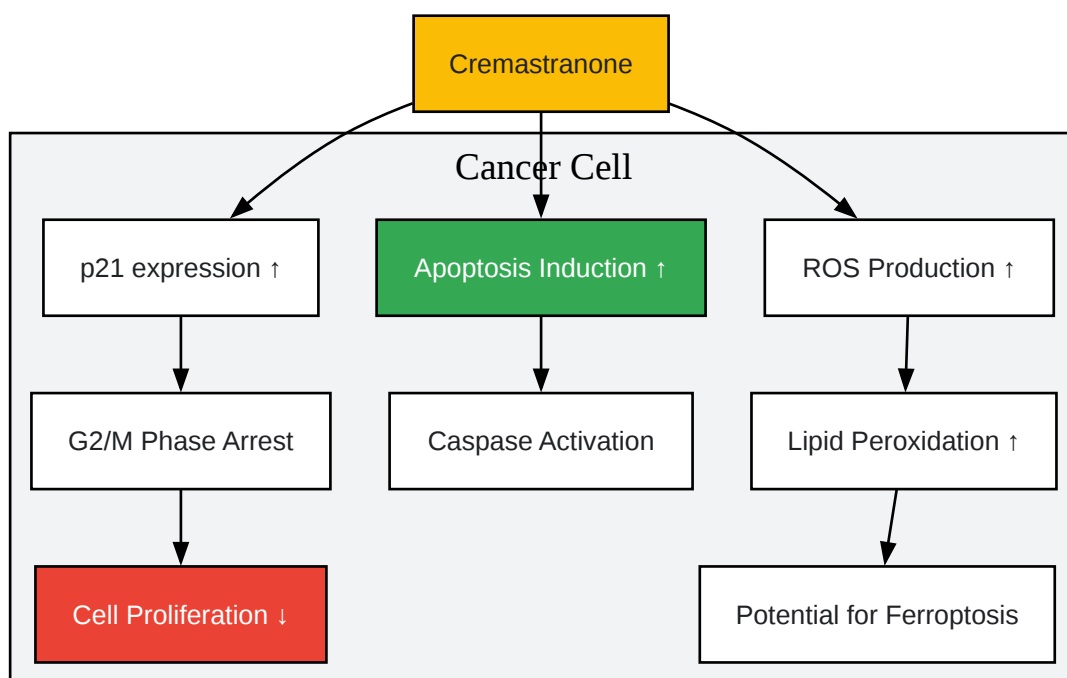 Cremastranone
Cancer Cell
p21 expression ↑
Apoptosis Induction ↑
ROS Production ↑
G2/M Phase Arrest
Caspase Activation
Lipid Peroxidation ↑
Cell Proliferation ↓
Potential for Ferroptosis